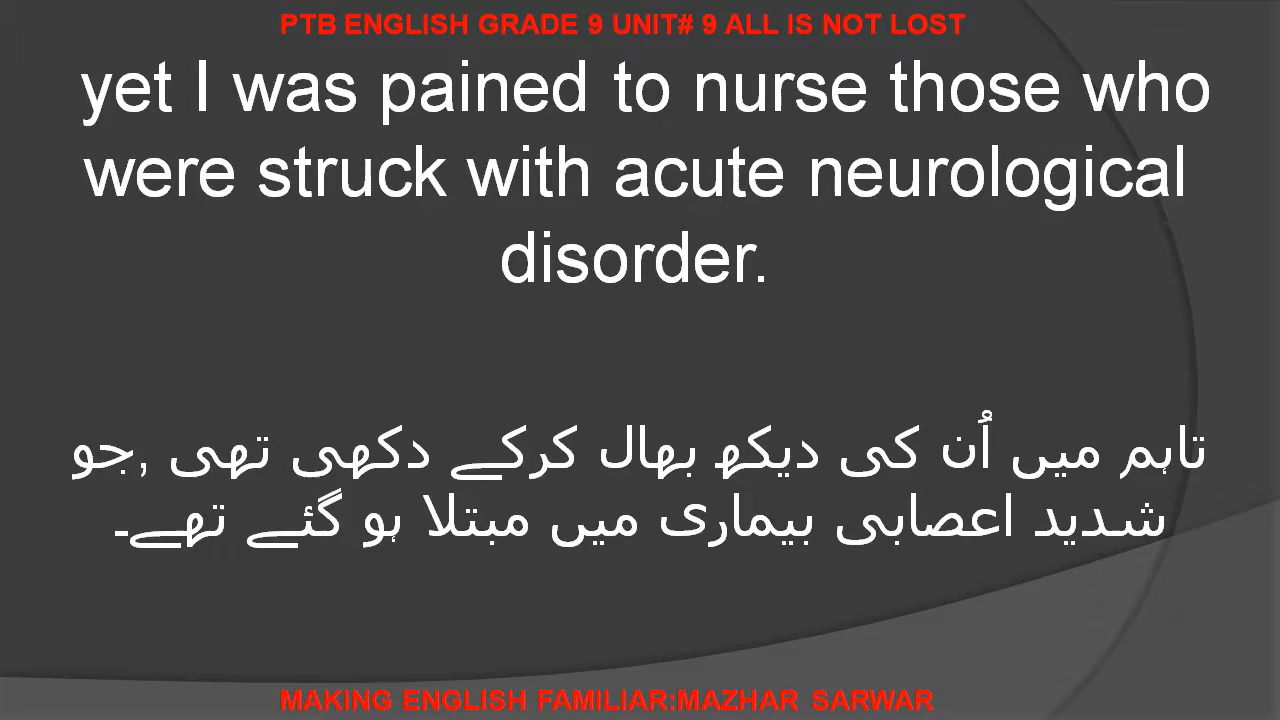 PTB ENGLISH GRADE 9 UNIT# 9 ALL IS NOT LOST
yet I was pained to nurse those who
were struck with acute neurological
disorder.
تاہم میں اُن کی دیکھ بھال کرکے دکھی تھی ,جو
شدید اعصابی بیماری میں مبتلا ہو گئے تھے۔
MAKING ENGLISH FAMILIAR:MAZHAR SARWAR